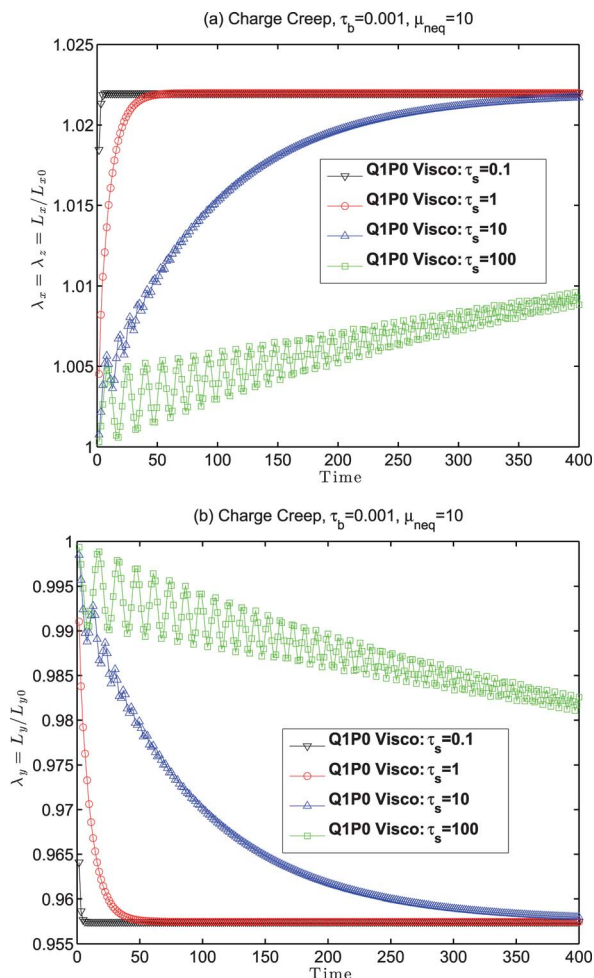 (a) Charge Creep, τb=0.001, μneq=10
1.025
1.02
1.015
1.01
1.005
1
λx = λz = Lx/Lx0
Q1P0 Visco: τs=0.1
Q1P0 Visco: τs=1
Q1P0 Visco: τs=10
Q1P0 Visco: τs=100
0 50 100 150 200 250 300 350 400
Time
(b) Charge Creep, τb=0.001, μneq=10
1
0.995
0.99
0.985
0.98
0.975
0.97
0.965
0.96
0.955
λy = Ly/Ly0
Q1P0 Visco: τs=0.1
Q1P0 Visco: τs=1
Q1P0 Visco: τs=10
Q1P0 Visco: τs=100
0 50 100 150 200 250 300 350 400
Time